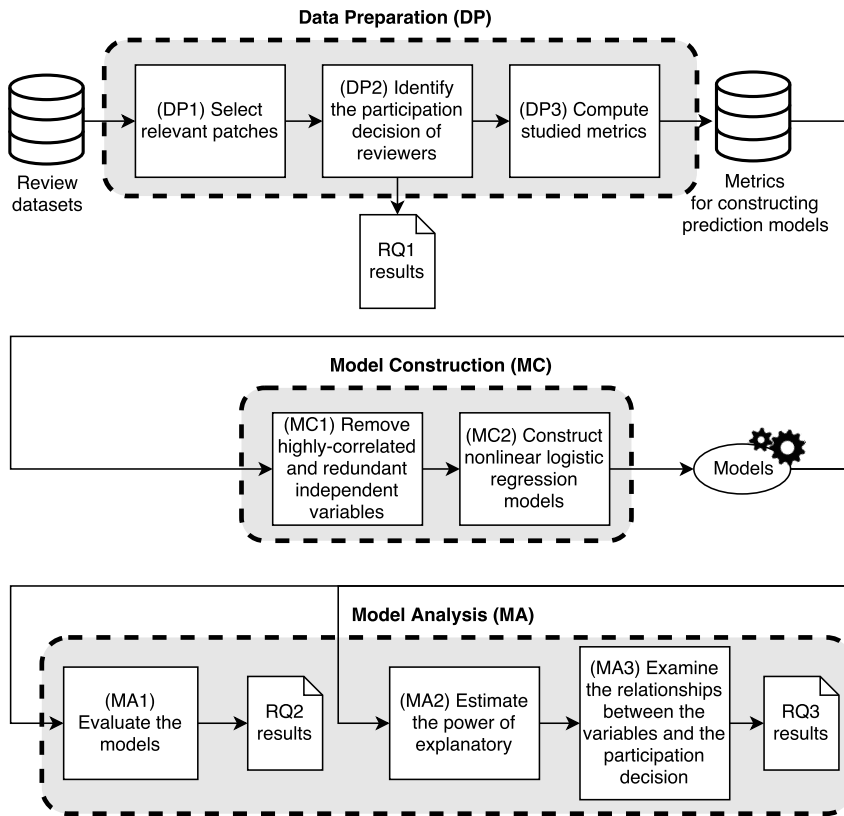 Data Preparation (DP)
(DP1) Select
relevant patches
(DP2) Identify
the participation
decision of
reviewers
(DP3) Compute
studied metrics
Review
datasets
Metrics
for constructing
prediction models
RQ1
results
Model Construction (MC)
(MC1) Remove
highly-correlated
and redundant
independent
variables
(MC2) Construct
nonlinear logistic
regression
models
Models
Model Analysis (MA)
(MA1)
Evaluate the
models
RQ2
results
(MA2) Estimate
the power of
explanatory
(MA3) Examine
the relationships
between the
variables and the
participation
decision
RQ3
results